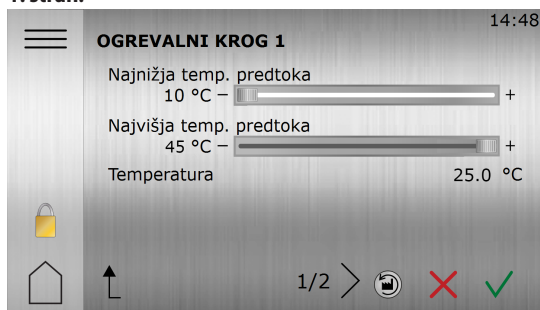 14:48
OGREVALNI KROG 1
Najnižja temp. predtoka
10 °C − +
Najvišja temp. predtoka
45 °C − +
Temperatura 25.0 °C
1/2